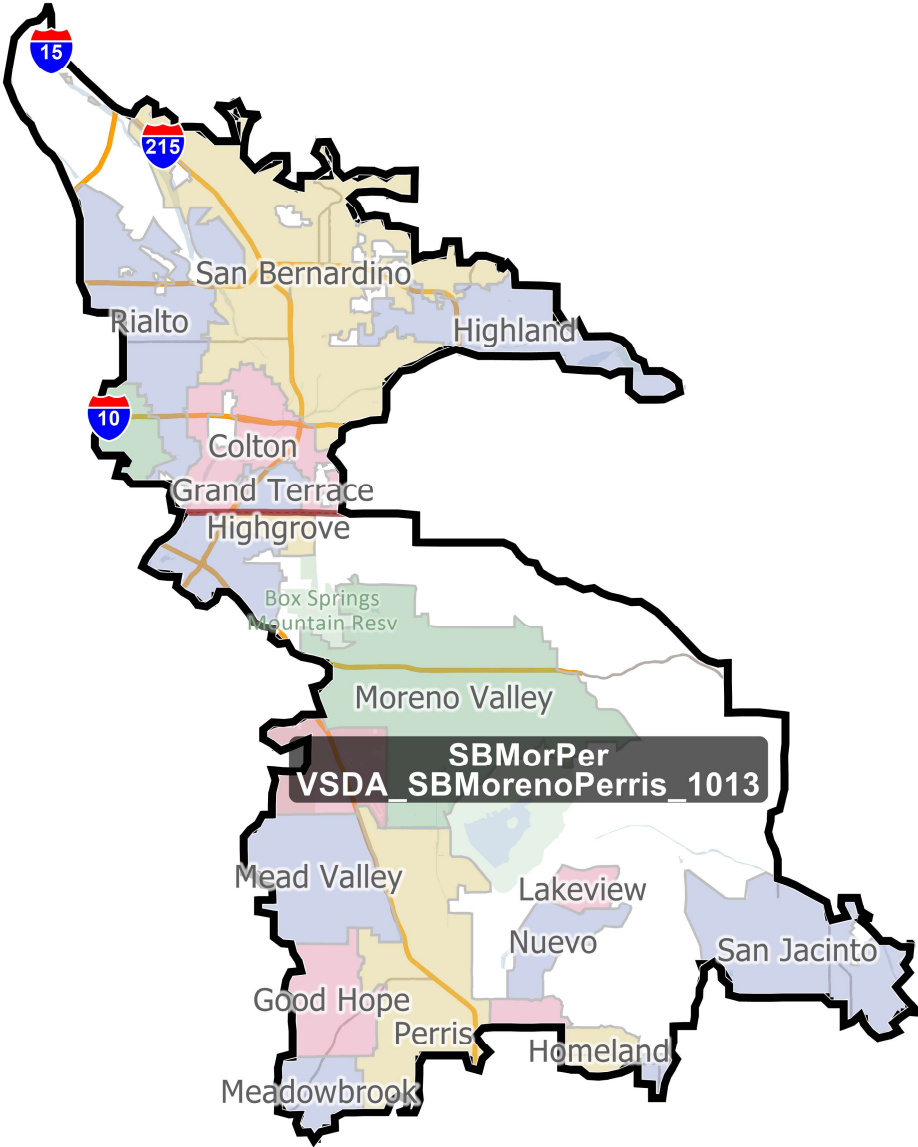 15
215
San Bernardino
Rialto
Highland
10
Colton
Grand Terrace
Highgrove
Box Springs
Mountain Resv
Moreno Valley
SBMorPer
VSDA_SBMorenoPerris_1013
Mead Valley
Lakeview
Nuevo
San Jacinto
Good Hope
Perris
Homeland
Meadowbrook